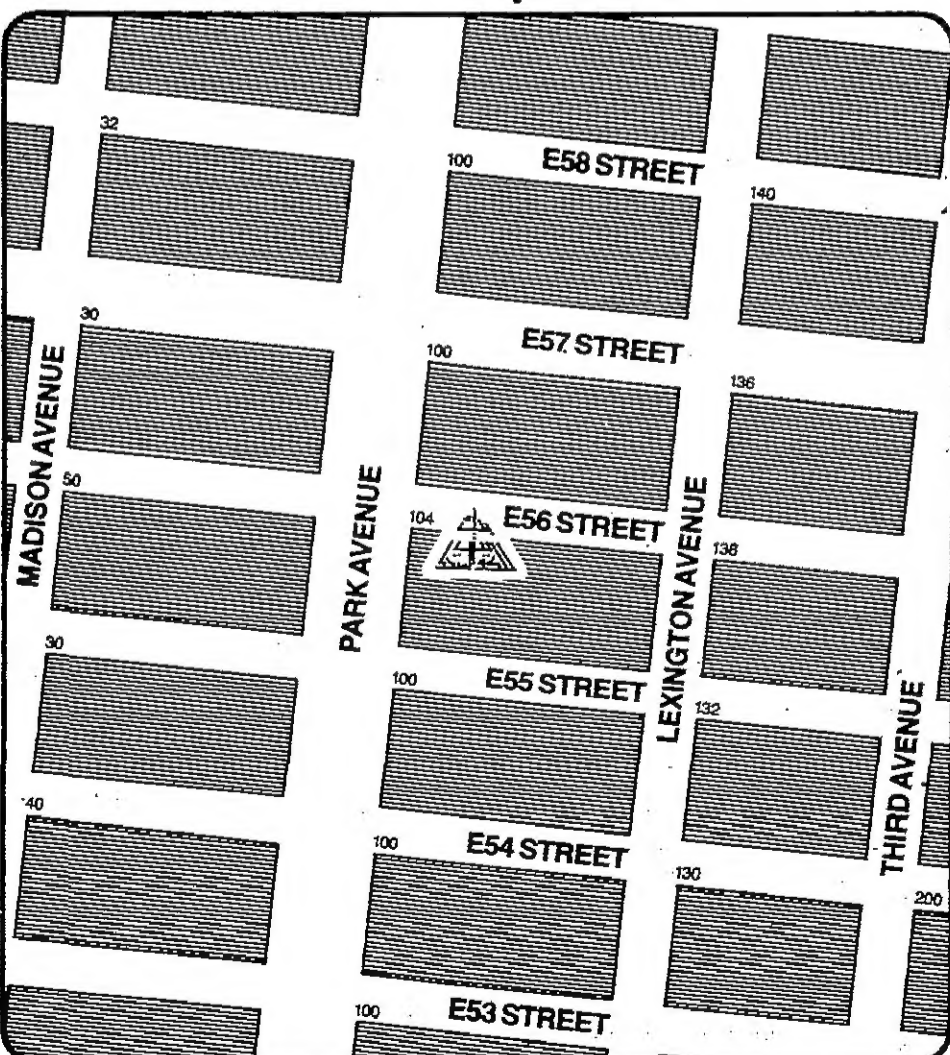 32
E58 STREET
100
140
30
E57 STREET
100
136
MADISON AVENUE
50
PARK AVENUE
104
E56 STREET
LEXINGTON AVENUE
138
30
100
E55 STREET
132
THIRD AVENUE
40
100
E54 STREET
130
200
100
E53 STREET